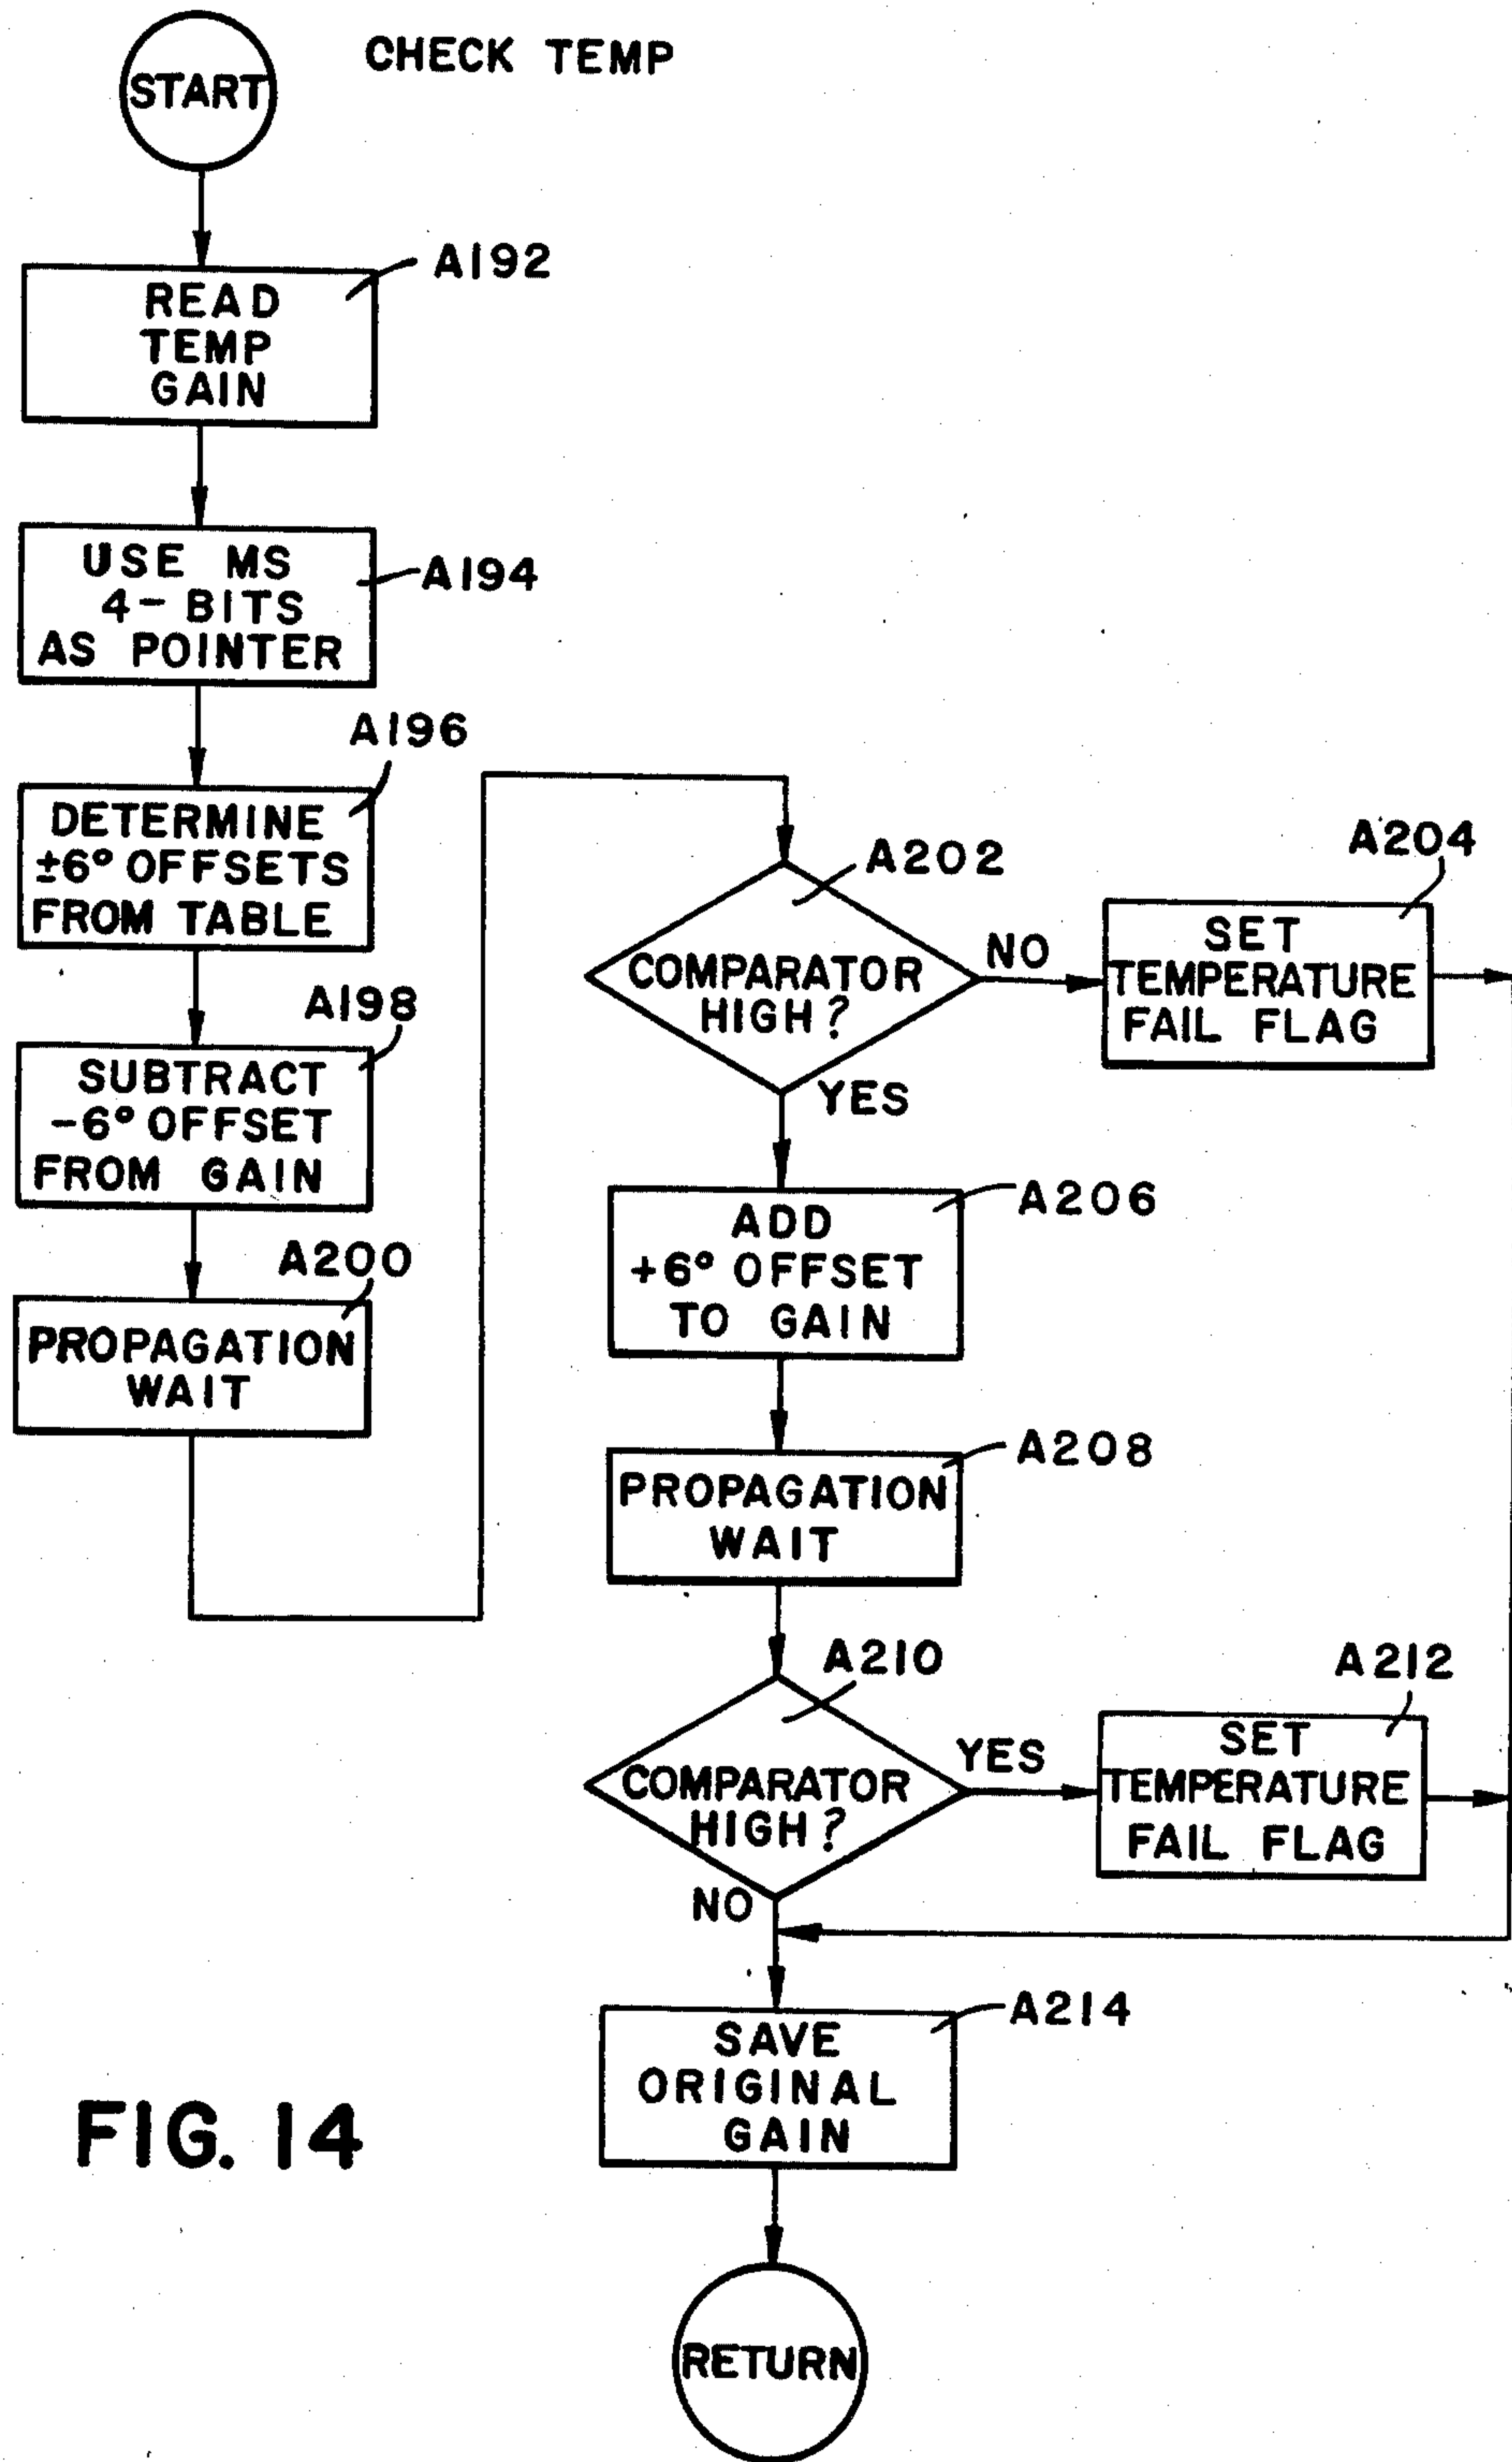 START
CHECK TEMP
A192
READ
TEMP
GAIN
A194
USE MS
4-BITS
AS POINTER
A196
DETERMINE
±6° OFFSETS
FROM TABLE
A198
SUBTRACT
-6° OFFSET
FROM GAIN
A200
PROPAGATION
WAIT
A202
COMPARATOR
HIGH?
NO
YES
A204
SET
TEMPERATURE
FAIL FLAG
A206
ADD
+6° OFFSET
TO GAIN
A208
PROPAGATION
WAIT
A210
COMPARATOR
HIGH?
YES
NO
A212
SET
TEMPERATURE
FAIL FLAG
A214
SAVE
ORIGINAL
GAIN
RETURN
FIG. 14